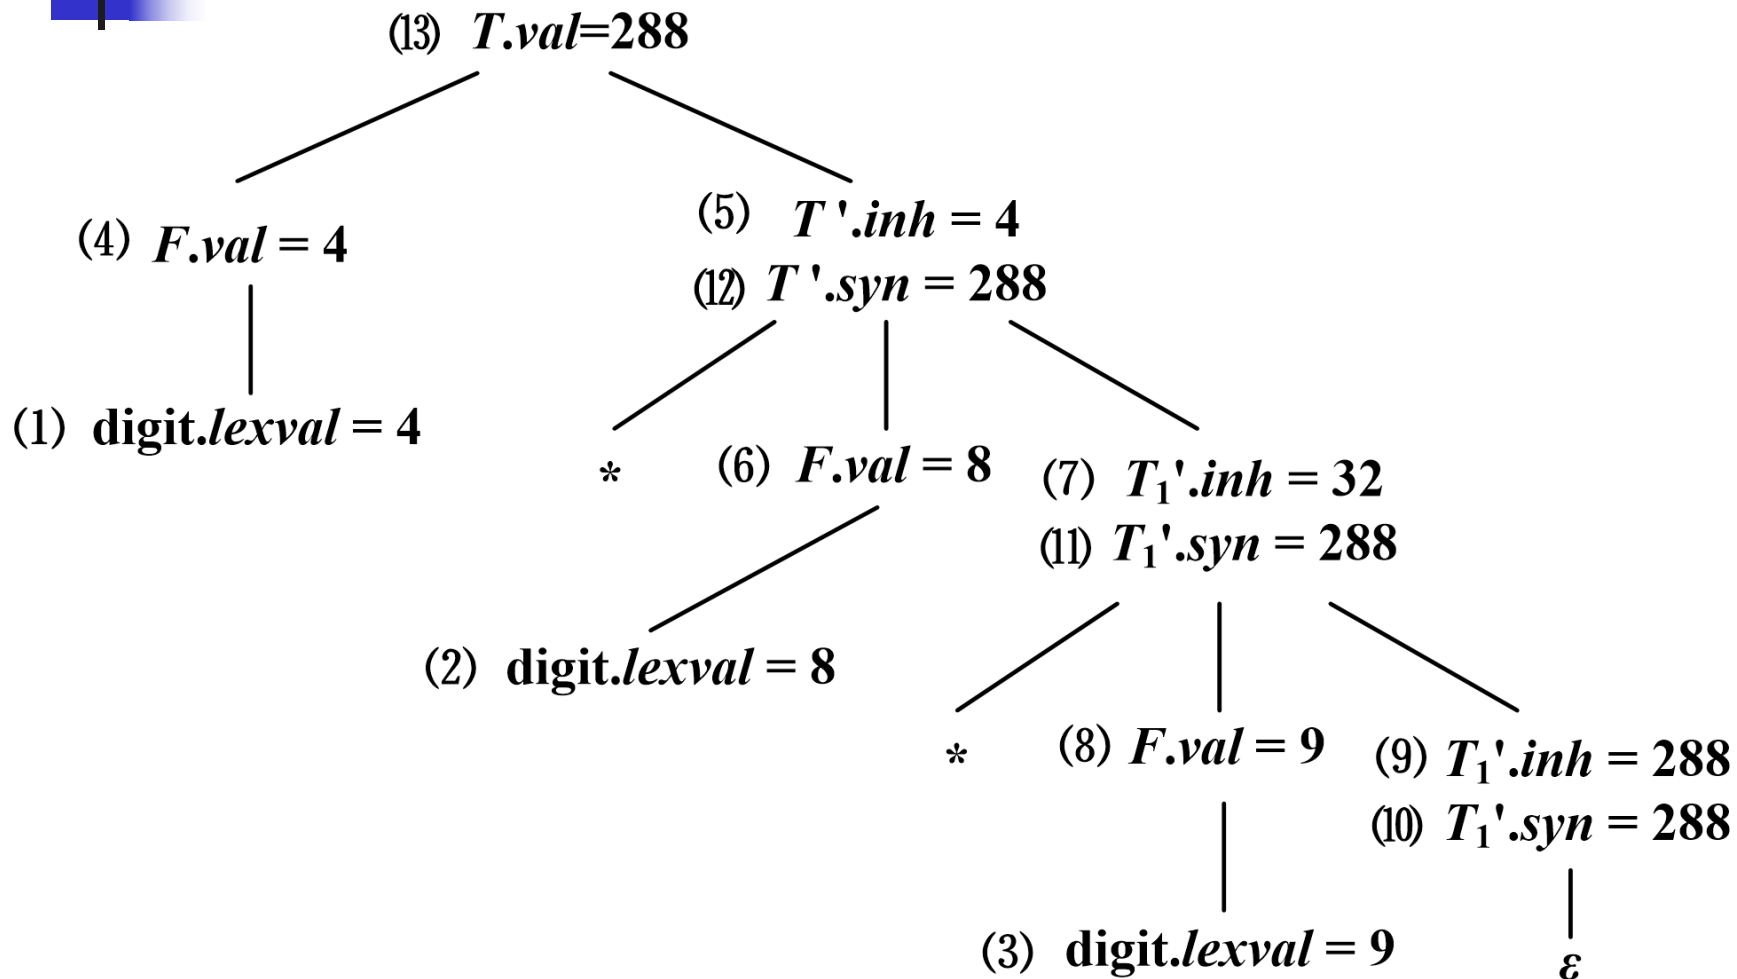 ⒀ T.val=288
⑷ F.val = 4
⑸ T '.inh = 4
⑿ T '.syn = 288
⑴ digit.lexval = 4
*
⑹ F.val = 8
⑺ T₁'.inh = 32
⑾ T₁'.syn = 288
⑵ digit.lexval = 8
*
⑻ F.val = 9
⑼ T₁'.inh = 288
⑽ T₁'.syn = 288
⑶ digit.lexval = 9
ε